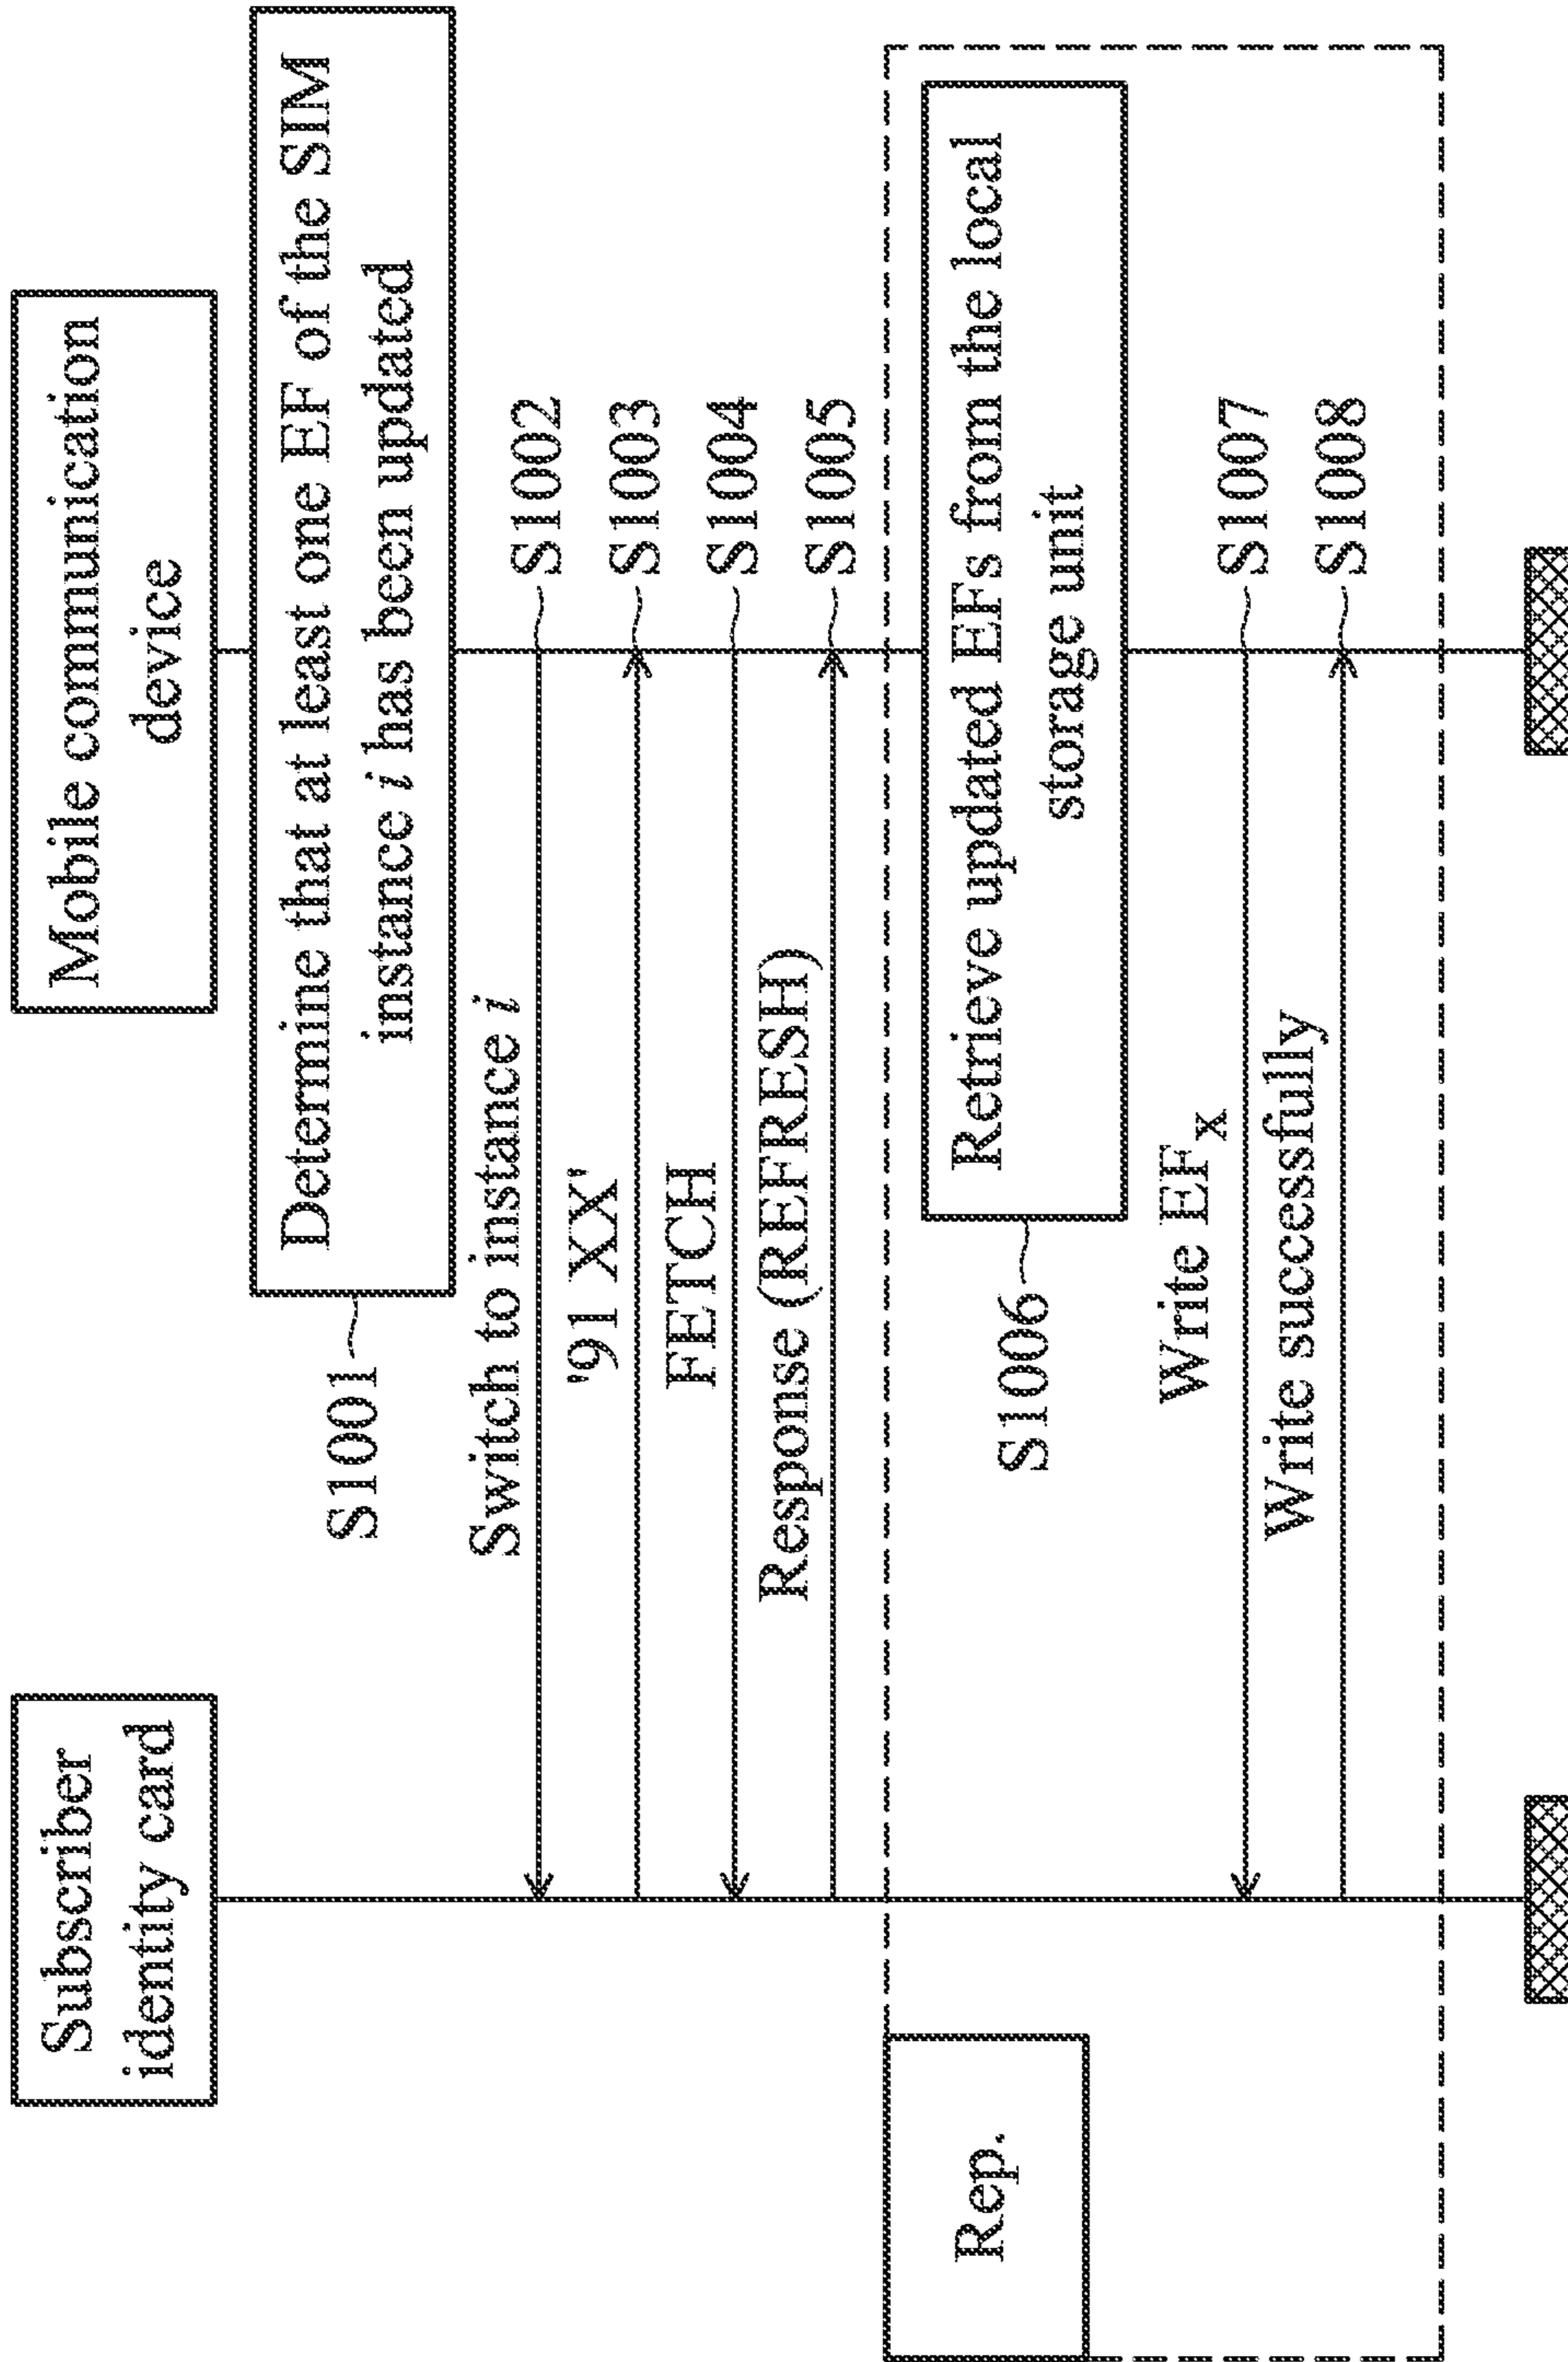 Subscriber
identity card
Mobile communication
device
Determine that at least one EF of the SIM
instance i has been updated
S1001
Switch to instance i
S1002
'91 XX'
S1003
FETCH
S1004
Response (REFRESH)
S1005
Rep.
Retrieve updated EFs from the local
storage unit
S1006
Write EFx
S1007
Write successfully
S1008